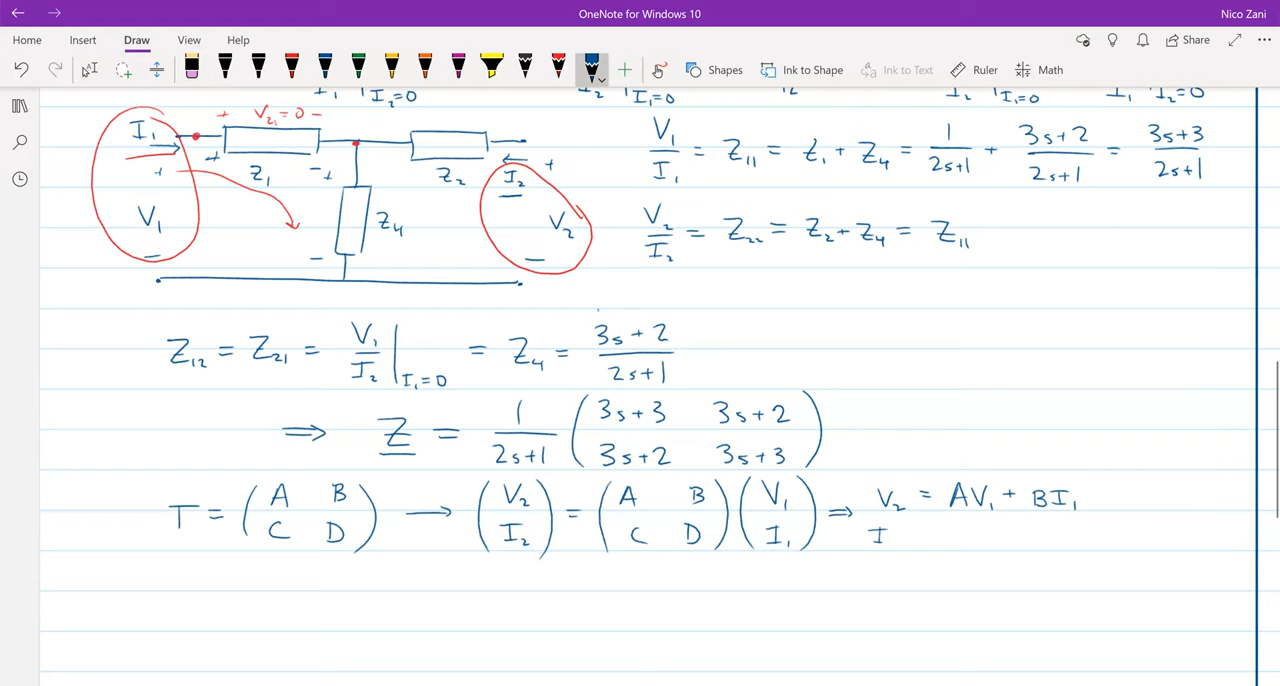 OneNote for Windows 10
Nico Zani
Home Insert Draw View Help
Share
Shapes Ink to Shape Ink to Text Ruler Math
I₂=0 I₁=0 I₁=0 I₂=0
I₁ + V_{Z1}=0 −
+ Z₁ − + Z₂ I₂ +
+ V₁ − Z₄ − V₂ −
V₁/I₁ = Z₁₁ = Z₁ + Z₄ = 1/(2s+1) + (3s+2)/(2s+1) = (3s+3)/(2s+1)
V₂/I₂ = Z₂₂ = Z₂ + Z₄ = Z₁₁
Z₁₂ = Z₂₁ = V₁/I₂ |I₁=0 = Z₄ = (3s+2)/(2s+1)
⇒ Z = 1/(2s+1) (3s+3 3s+2
3s+2 3s+3)
T = (A B → (V₂ = (A B (V₁ ⇒ V₂ = AV₁ + BI₁
C D) I₂) C D) I₁) I